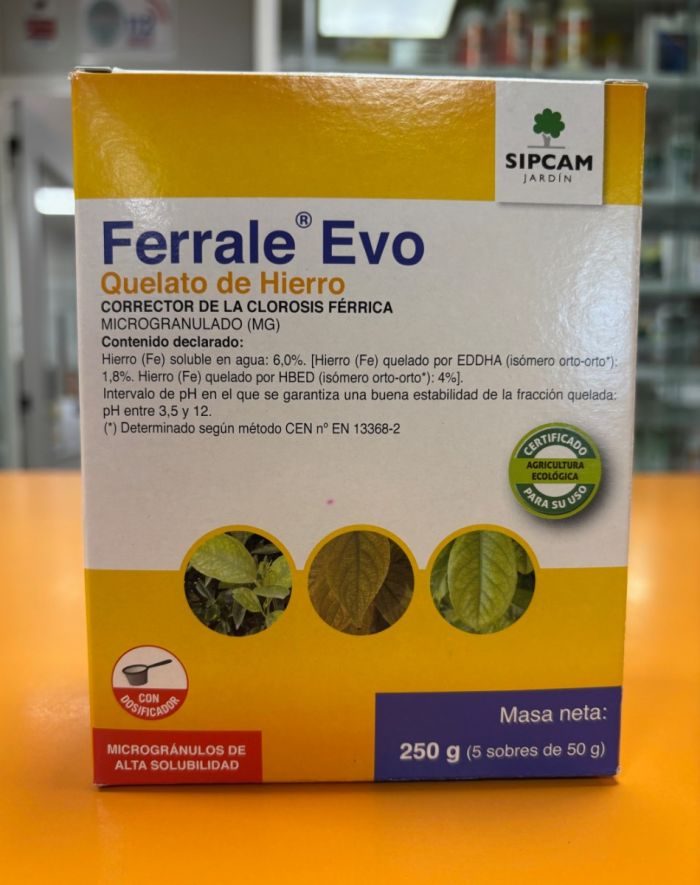 SIPCAM
JARDÍN
Ferrale® Evo
Quelato de Hierro
CORRECTOR DE LA CLOROSIS FÉRRICA
MICROGRANULADO (MG)
Contenido declarado:
Hierro (Fe) soluble en agua: 6,0%. [Hierro (Fe) quelado por EDDHA (isómero orto-orto*):
1,8%. Hierro (Fe) quelado por HBED (isómero orto-orto*): 4%].
Intervalo de pH en el que se garantiza una buena estabilidad de la fracción quelada:
pH entre 3,5 y 12.
(*) Determinado según método CEN nº EN 13368-2
CERTIFICADO
AGRICULTURA
ECOLÓGICA
PARA SU USO
CON
DOSIFICADOR
MICROGRÁNULOS DE
ALTA SOLUBILIDAD
Masa neta:
250 g (5 sobres de 50 g)